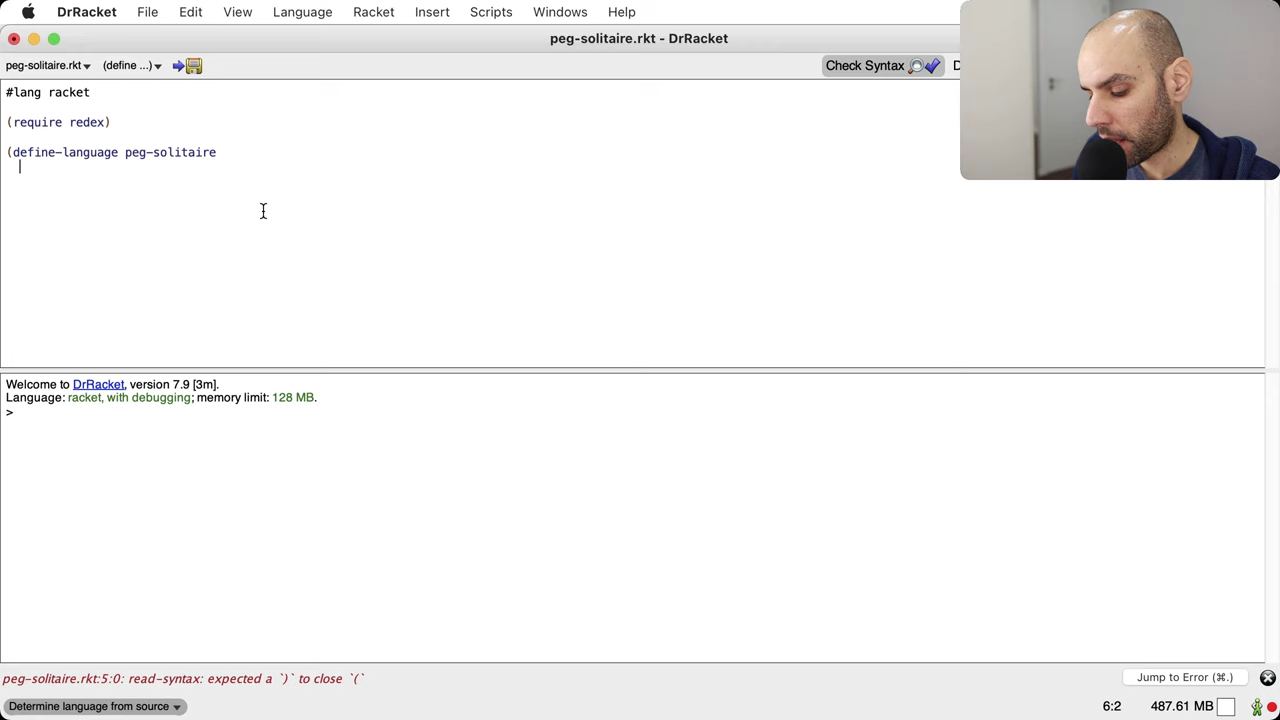 DrRacket File Edit View Language Racket Insert Scripts Windows Help
peg-solitaire.rkt - DrRacket
peg-solitaire.rkt (define ...) Check Syntax D
#lang racket
(require redex)
(define-language peg-solitaire
Welcome to DrRacket, version 7.9 [3m].
Language: racket, with debugging; memory limit: 128 MB.
>
peg-solitaire.rkt:5:0: read-syntax: expected a `)` to close `(`
Jump to Error (⌘.)
Determine language from source 6:2 487.61 MB